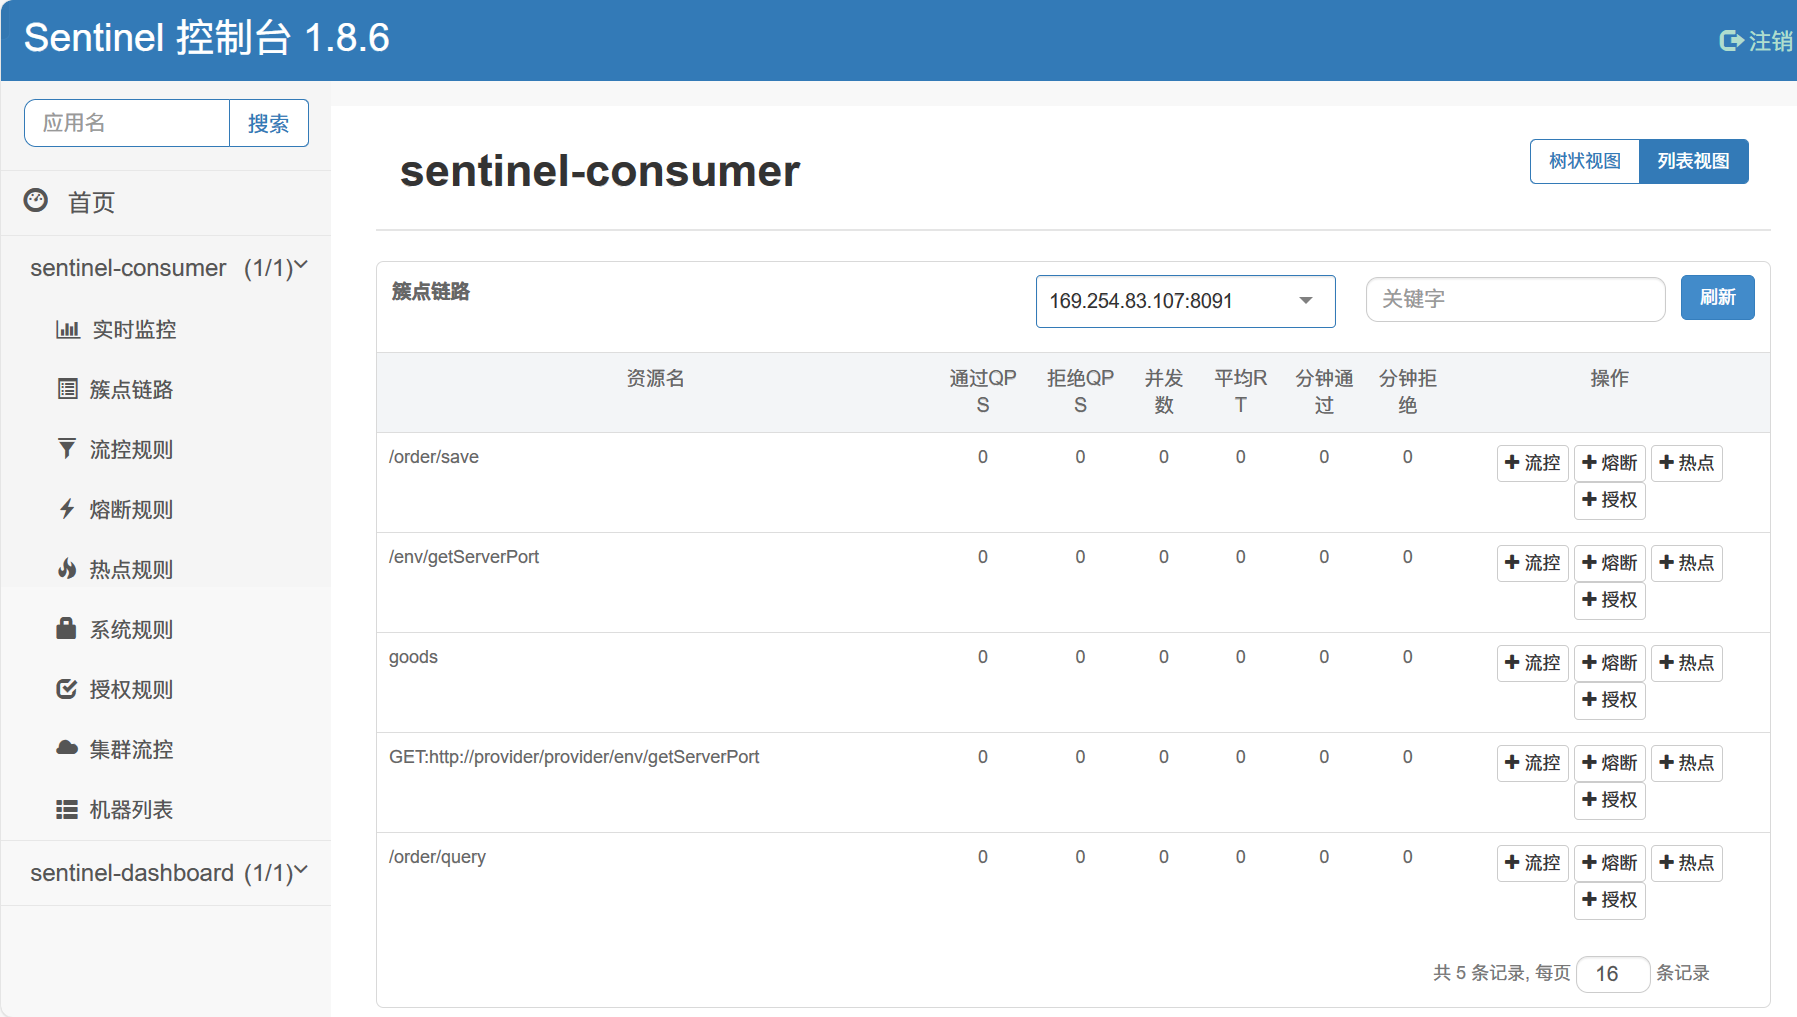 Sentinel 控制台 1.8.6
注销
应用名
搜索
首页
sentinel-consumer (1/1)
实时监控
簇点链路
流控规则
熔断规则
热点规则
系统规则
授权规则
集群流控
机器列表
sentinel-dashboard (1/1)
sentinel-consumer
树状视图
列表视图
簇点链路
169.254.83.107:8091
关键字
刷新
资源名 通过QP 拒绝QP 并发 平均R 分钟通 分钟拒 操作
S S 数 T 过 绝
/order/save 0 0 0 0 0 0 流控 熔断 热点
授权
/env/getServerPort 0 0 0 0 0 0 流控 熔断 热点
授权
goods 0 0 0 0 0 0 流控 熔断 热点
授权
GET:http://provider/provider/env/getServerPort 0 0 0 0 0 0 流控 熔断 热点
授权
/order/query 0 0 0 0 0 0 流控 熔断 热点
授权
共 5 条记录, 每页 16 条记录